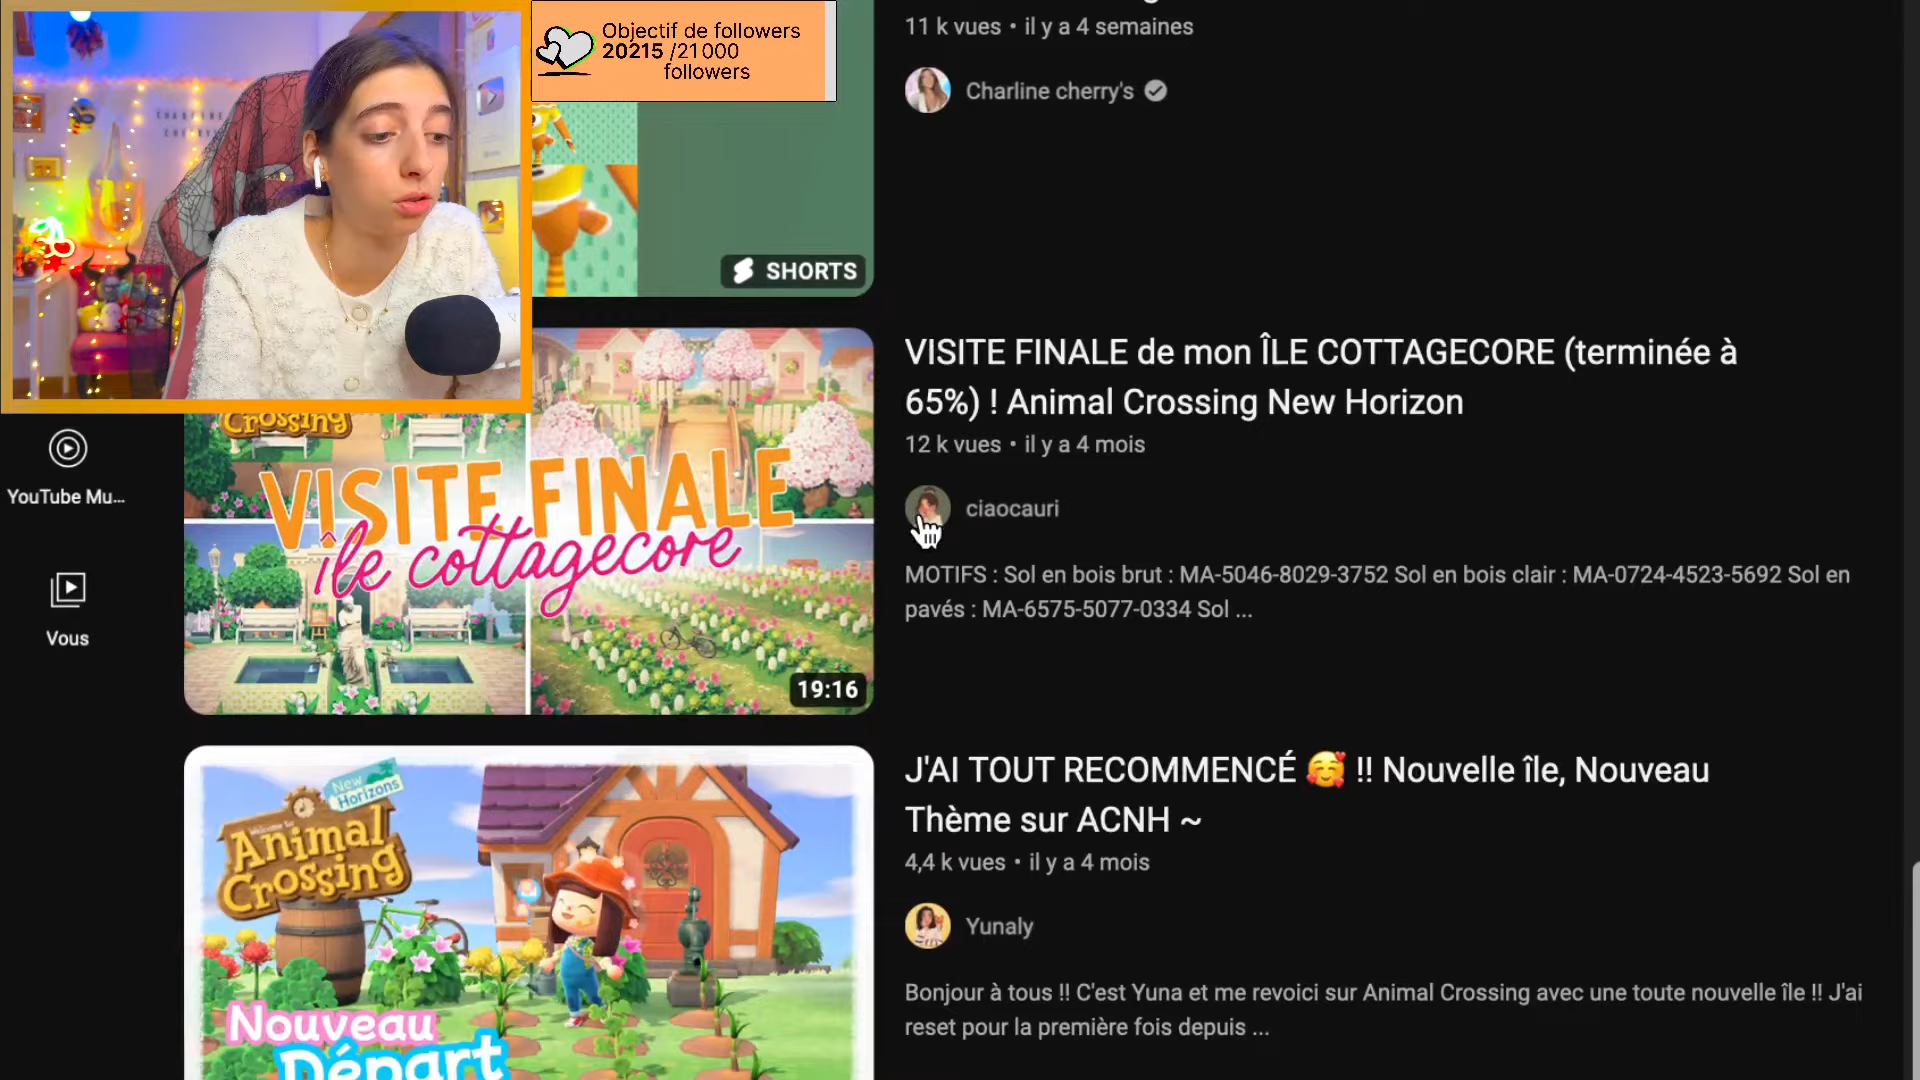 Objectif de followers
20215 /21 000
followers
11 k vues • il y a 4 semaines
Charline cherry's
SHORTS
VISITE FINALE de mon ÎLE COTTAGECORE (terminée à
65%) ! Animal Crossing New Horizon
12 k vues • il y a 4 mois
ciaocauri
MOTIFS : Sol en bois brut : MA-5046-8029-3752 Sol en bois clair : MA-0724-4523-5692 Sol en
pavés : MA-6575-5077-0334 Sol ...
Crossing
VISITE FINALE
île cottagecore
19:16
YouTube Mu...
Vous
J'AI TOUT RECOMMENCÉ 🥰 !! Nouvelle île, Nouveau
Thème sur ACNH ~
4,4 k vues • il y a 4 mois
Yunaly
Bonjour à tous !! C'est Yuna et me revoici sur Animal Crossing avec une toute nouvelle île !! J'ai
reset pour la première fois depuis ...
New
Horizons
Animal
Crossing
Nouveau
Départ